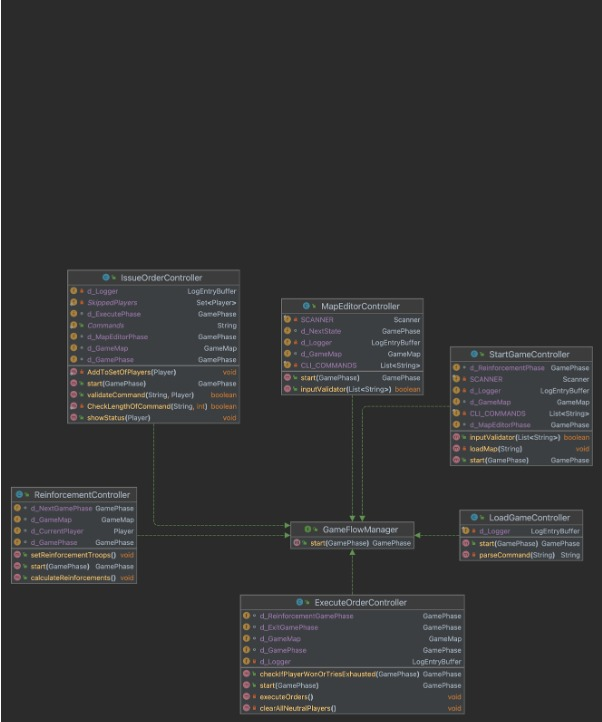 IssueOrderController
d_Logger LogEntryBuffer
SkippedPlayers Set<Player>
d_ExecutePhase GamePhase
Commands String
d_MapEditorPhase GamePhase
d_GameMap GameMap
d_GamePhase GamePhase
AddToSetOfPlayers(Player) void
start(GamePhase) GamePhase
validateCommand(String, Player) boolean
CheckLengthOfCommand(String, int) boolean
showStatus(Player) void
MapEditorController
SCANNER Scanner
d_NextState GamePhase
d_Logger LogEntryBuffer
d_GameMap GameMap
CLI_COMMANDS List<String>
start(GamePhase) GamePhase
inputValidator(List<String>) boolean
StartGameController
d_ReinforcementPhase GamePhase
SCANNER Scanner
d_Logger LogEntryBuffer
d_GameMap GameMap
CLI_COMMANDS List<String>
d_MapEditorPhase GamePhase
inputValidator(List<String>) boolean
loadMap(String) void
start(GamePhase) GamePhase
ReinforcementController
d_NextGamePhase GamePhase
d_GameMap GameMap
d_CurrentPlayer Player
d_GamePhase GamePhase
setReinforcementTroops() void
start(GamePhase) GamePhase
calculateReinforcements() void
GameFlowManager
start(GamePhase) GamePhase
LoadGameController
d_Logger LogEntryBuffer
start(GamePhase) GamePhase
parseCommand(String) String
ExecuteOrderController
d_ReinforcementGamePhase GamePhase
d_ExitGamePhase GamePhase
d_GameMap GameMap
d_GamePhase GamePhase
d_Logger LogEntryBuffer
checkIfPlayerWonOrTriesExhausted(GamePhase) GamePhase
start(GamePhase) GamePhase
executeOrders() void
clearAllNeutralPlayers() void